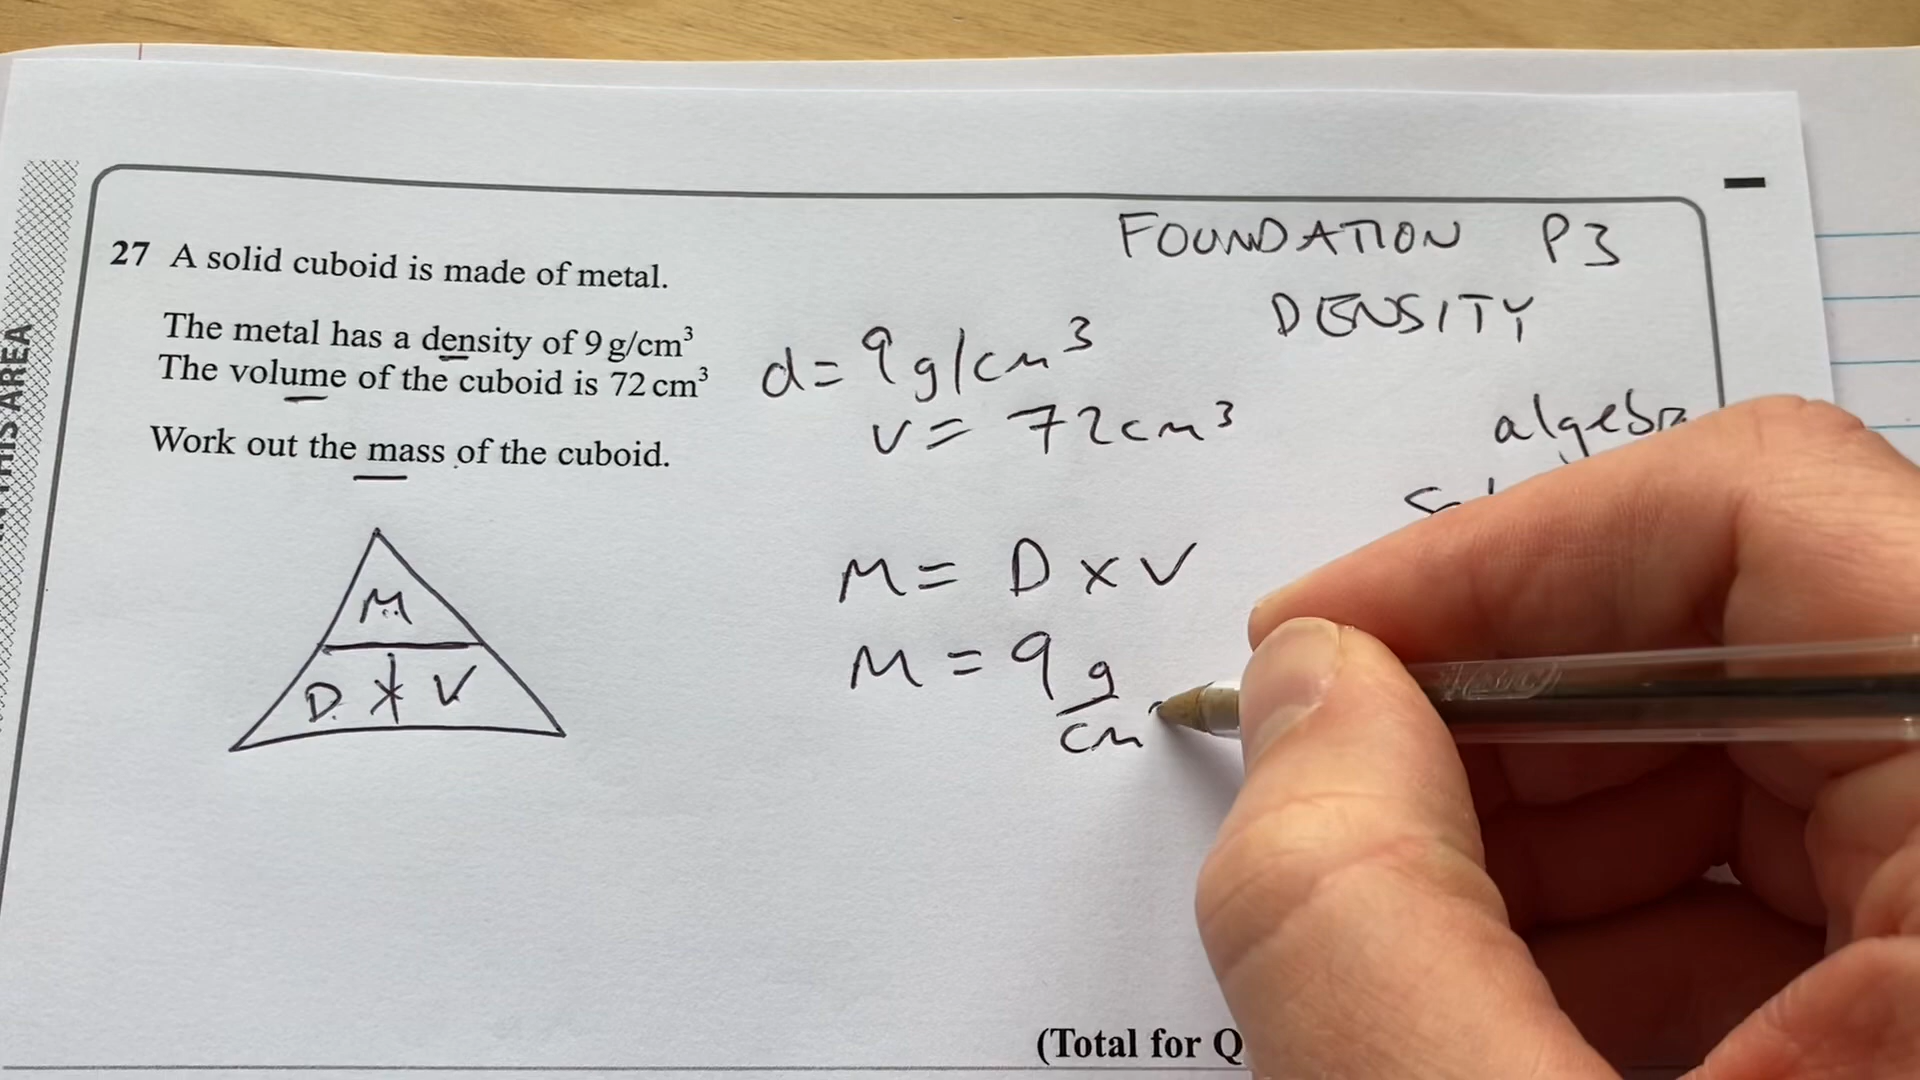 FOUNDATION P3
27 A solid cuboid is made of metal.
DENSITY
The metal has a density of 9 g/cm³
d = 9g/cm³
The volume of the cuboid is 72 cm³
v = 72cm³
Work out the mass of the cuboid.
M = D × V
M
M = 9 g
D × V
cm
(Total for Q
THIS AREA